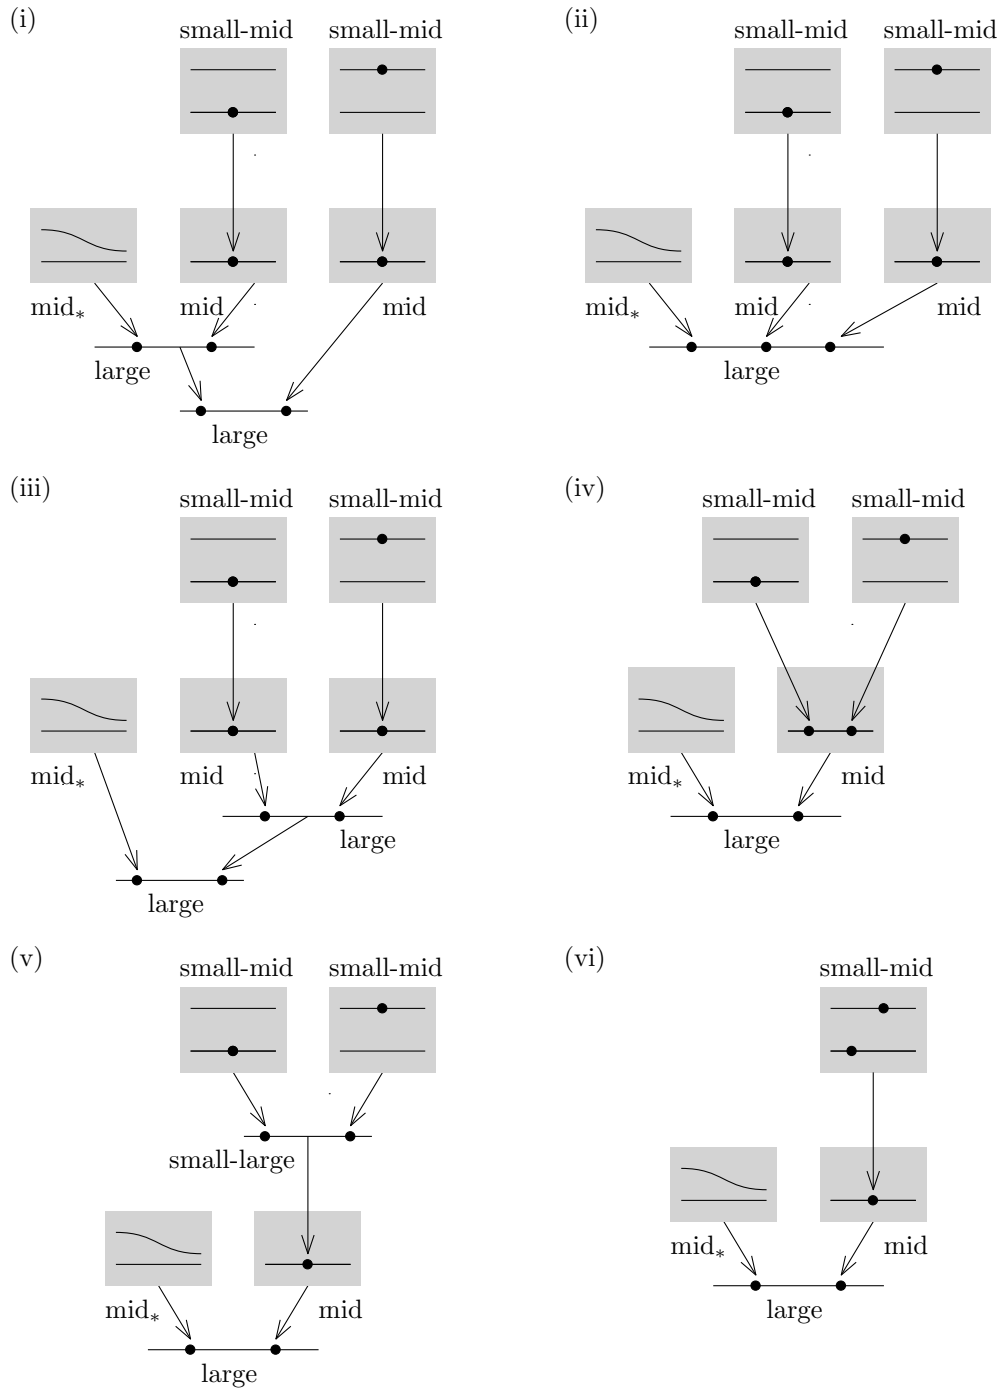 (i)
small-mid small-mid
mid* mid mid
large
large
(ii)
small-mid small-mid
mid* mid mid
large
(iii)
small-mid small-mid
mid* mid mid
large
large
(iv)
small-mid small-mid
mid* mid
large
(v)
small-mid small-mid
small-large
mid* mid
large
(vi)
small-mid
mid* mid
large